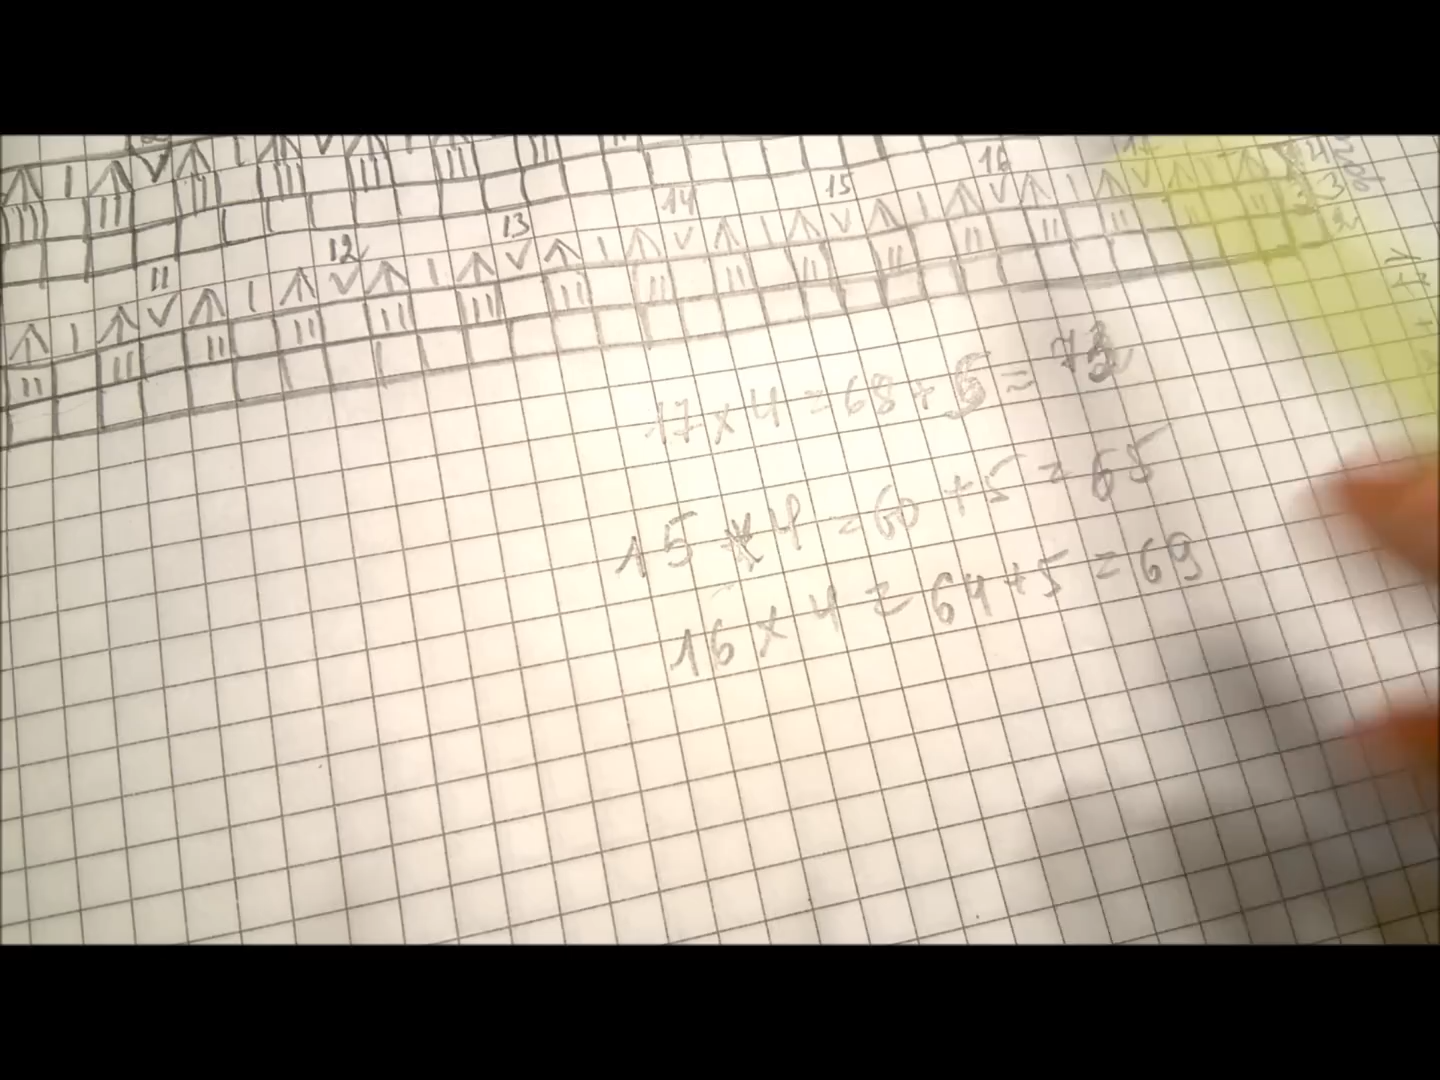 16
15
14
13
12
11
17 x 4 = 68 + 5 = 73
15 x 4 = 60 + 5 = 65
16 x 4 = 64 + 5 = 69